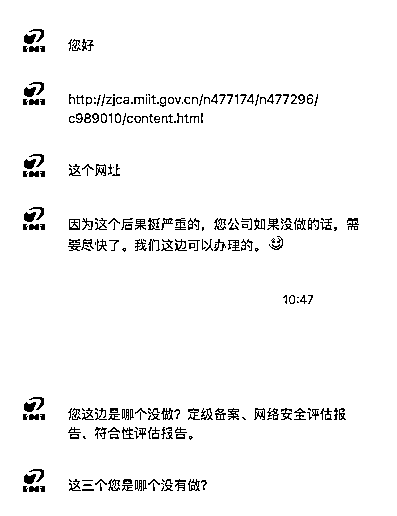 您好
http://zjca.miit.gov.cn/n477174/n477296/
c989010/content.html
这个网址
因为这个后果挺严重的，您公司如果没做的话，需
要尽快了。我们这边可以办理的。
10:47
您这边是哪个没做？定级备案、网络安全评估报
告、符合性评估报告。
这三个您是哪个没有做？